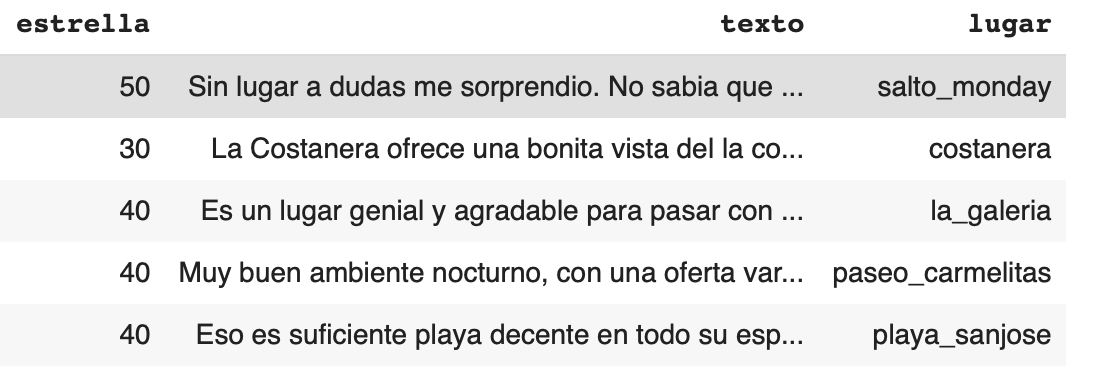 estrella texto lugar
50 Sin lugar a dudas me sorprendio. No sabia que ... salto_monday
30 La Costanera ofrece una bonita vista del la co... costanera
40 Es un lugar genial y agradable para pasar con ... la_galeria
40 Muy buen ambiente nocturno, con una oferta var... paseo_carmelitas
40 Eso es suficiente playa decente en todo su esp... playa_sanjose